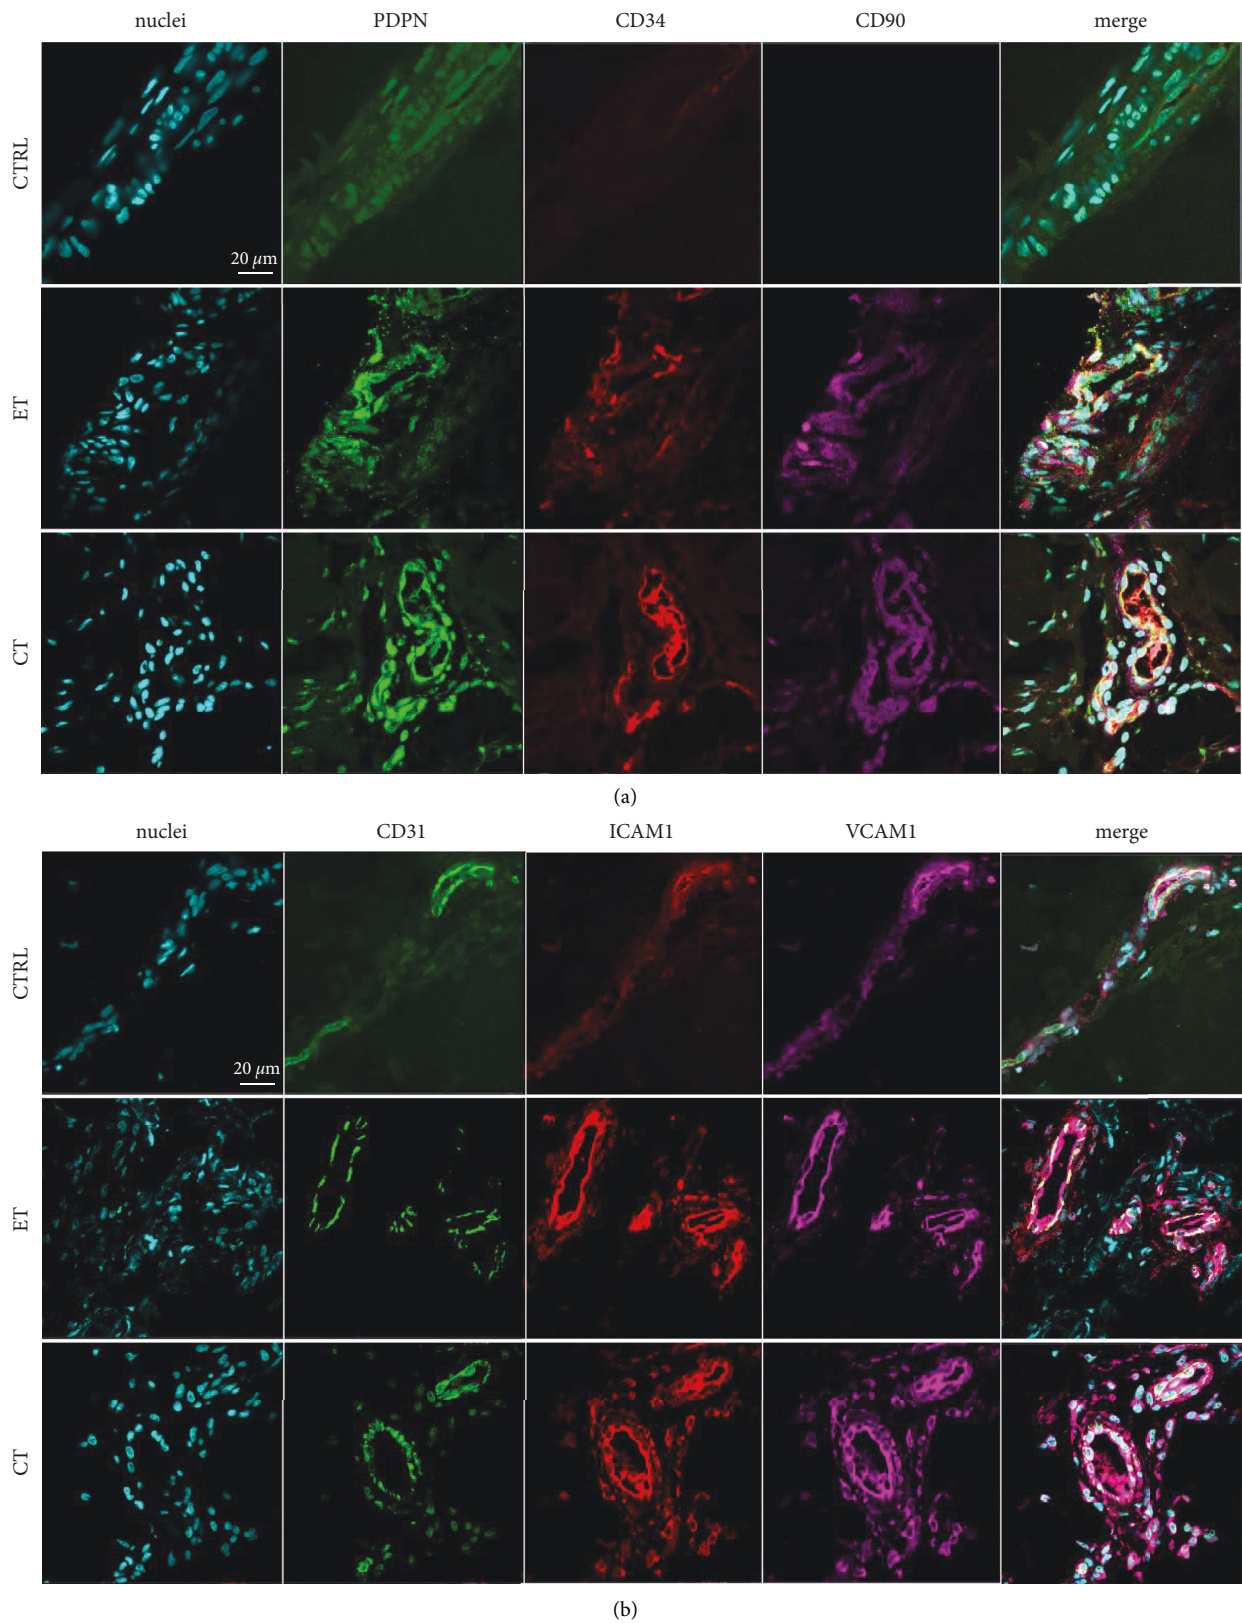 nuclei PDPN CD34 CD90 merge
CTRL
20 µm
ET
CT
(a)
nuclei CD31 ICAM1 VCAM1 merge
CTRL
20 µm
ET
CT
(b)